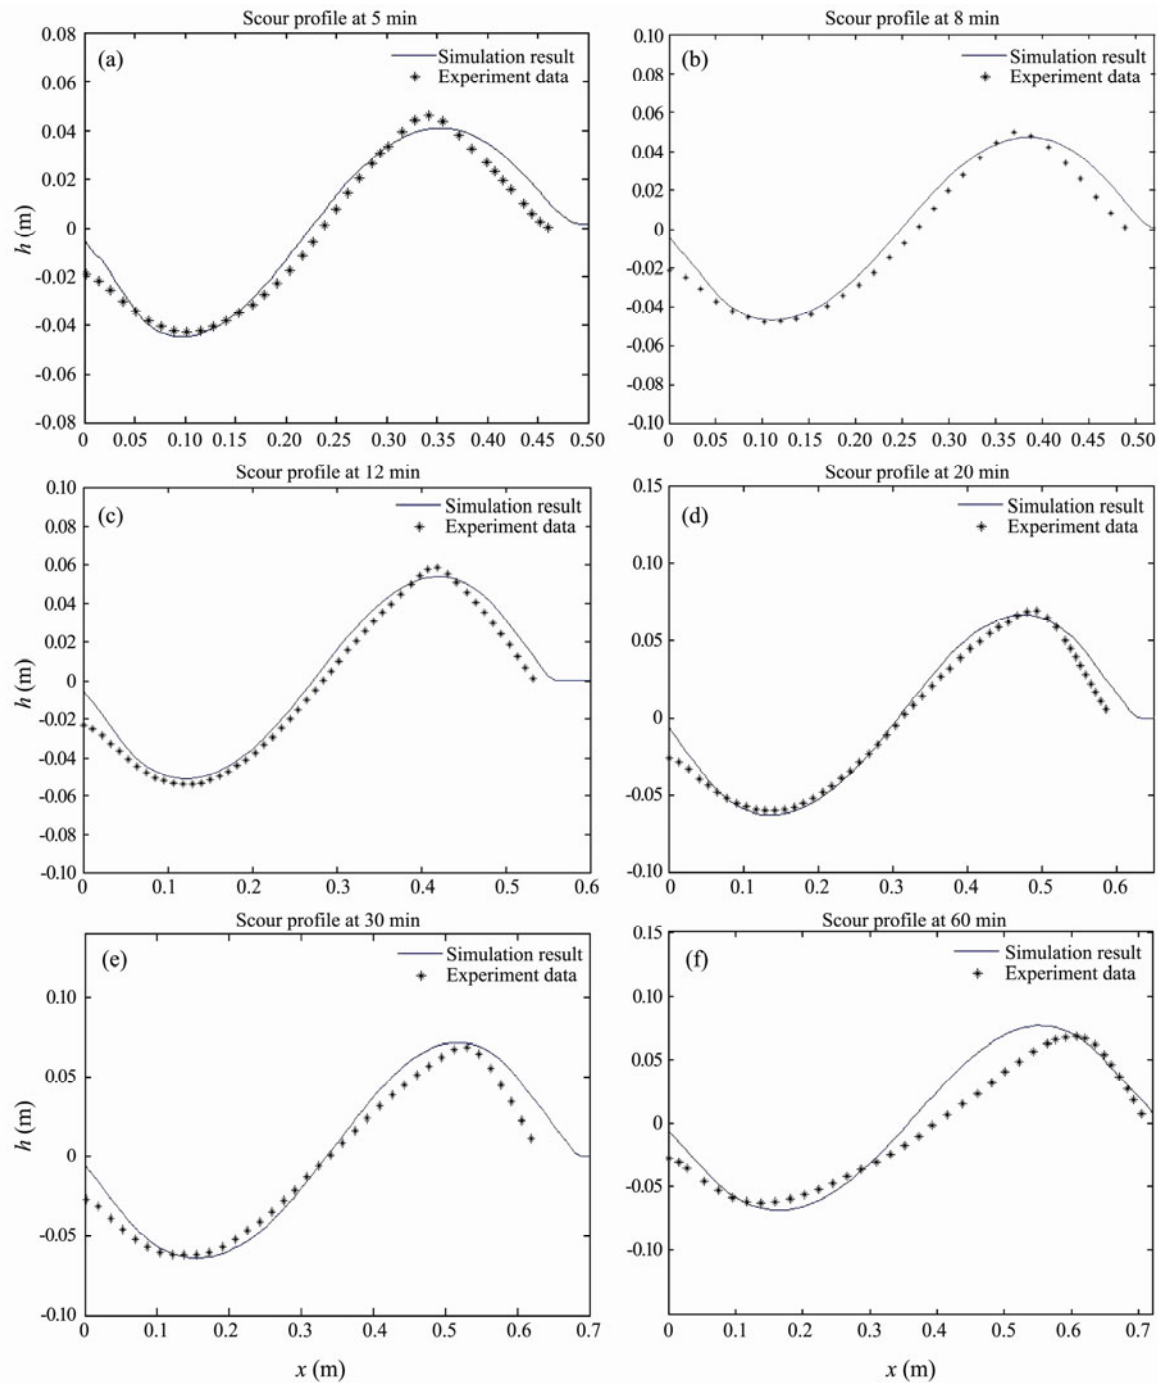 Scour profile at 5 min
(a)
Simulation result
Experiment data
0.08
0.06
0.04
0.02
0
-0.02
-0.04
-0.06
-0.08
h (m)
0 0.05 0.10 0.15 0.20 0.25 0.30 0.35 0.40 0.45 0.50
Scour profile at 8 min
(b)
Simulation result
Experiment data
0.10
0.08
0.06
0.04
0.02
0
-0.02
-0.04
-0.06
-0.08
-0.10
0 0.05 0.10 0.15 0.20 0.25 0.30 0.35 0.40 0.45 0.50
Scour profile at 12 min
(c)
Simulation result
Experiment data
0.10
0.08
0.06
0.04
0.02
0
-0.02
-0.04
-0.06
-0.08
-0.10
h (m)
0 0.1 0.2 0.3 0.4 0.5 0.6
Scour profile at 20 min
(d)
Simulation result
Experiment data
0.15
0.10
0.05
0
-0.05
-0.10
0 0.1 0.2 0.3 0.4 0.5 0.6
Scour profile at 30 min
(e)
Simulation result
Experiment data
0.10
0.05
0
-0.05
-0.10
h (m)
0 0.1 0.2 0.3 0.4 0.5 0.6 0.7
x (m)
Scour profile at 60 min
(f)
Simulation result
Experiment data
0.15
0.10
0.05
0
-0.05
-0.10
0 0.1 0.2 0.3 0.4 0.5 0.6 0.7
x (m)